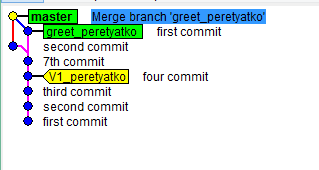 master Merge branch 'greet_peretyatko'
greet_peretyatko first commit
second commit
7th commit
V1_peretyatko four commit
third commit
second commit
first commit